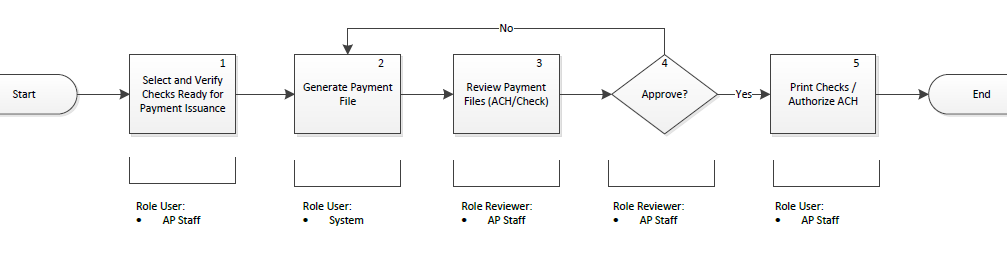 No
1
2
3
4
5
Start
Select and Verify
Checks Ready for
Payment Issuance
Generate Payment
File
Review Payment
Files (ACH/Check)
Approve?
Yes
Print Checks /
Authorize ACH
End
Role User:
• AP Staff
Role User:
• System
Role Reviewer:
• AP Staff
Role Reviewer:
• AP Staff
Role User:
• AP Staff